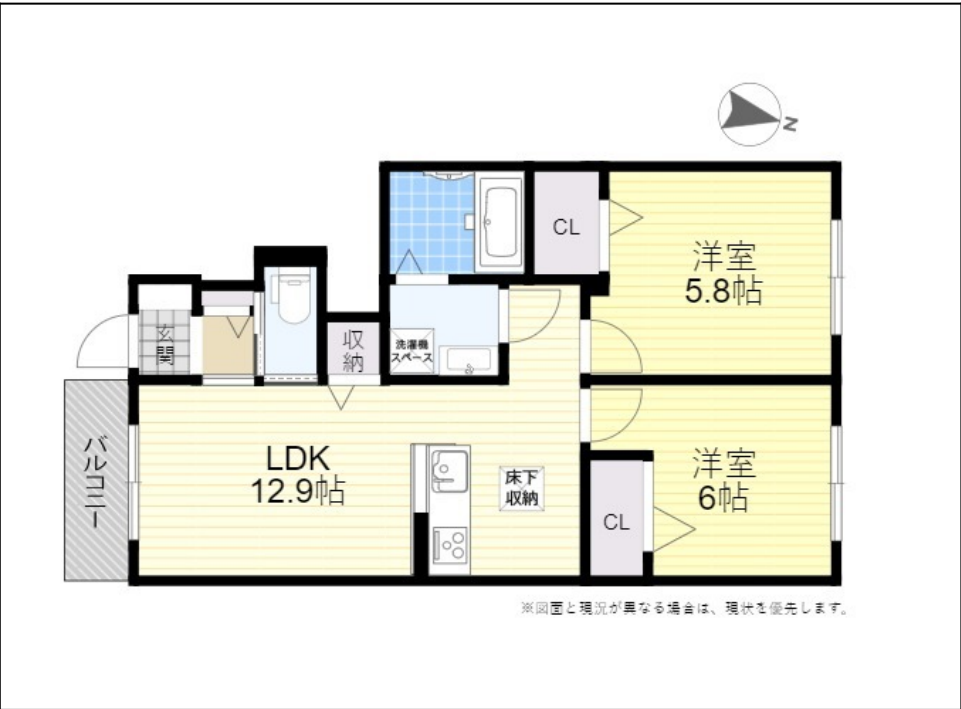 N
CL
洋室
5.8帖
玄関
収納
洗濯機
スペース
バルコニー
LDK
12.9帖
床下
収納
洋室
6帖
CL
※図面と現況が異なる場合は、現状を優先します。